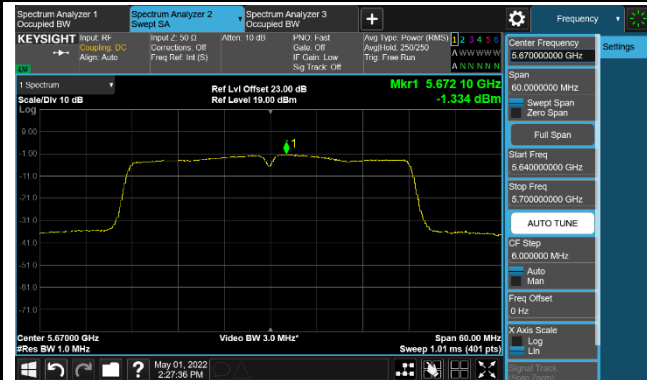 Spectrum Analyzer 1
Occupied BW
Spectrum Analyzer 2
Swept SA
Spectrum Analyzer 3
Occupied BW
Frequency
KEYSIGHT
Input: RF
Coupling: DC
Align: Auto
Input Z: 50 Ω
Corrections: Off
Freq Ref: Int (S)
Atten: 10 dB
PNO: Fast
Gate: Off
IF Gain: Low
Sig Track: Off
Avg Type: Power (RMS)
Avg|Hold: 250/250
Trig: Free Run
1 2 3 4 5 6
A W W W W W
A N N N N N
1 Spectrum
Scale/Div 10 dB
Log
Ref Lvl Offset 23.00 dB
Ref Level 19.00 dBm
Mkr1 5.672 10 GHz
-1.334 dBm
9.00
-1.00
-11.0
-21.0
-31.0
-41.0
-51.0
-61.0
-71.0
1
Center 5.67000 GHz
#Res BW 1.0 MHz
Video BW 3.0 MHz*
Span 60.00 MHz
Sweep 1.01 ms (401 pts)
Center Frequency
5.670000000 GHz
Span
60.0000000 MHz
Swept Span
Zero Span
Full Span
Start Freq
5.640000000 GHz
Stop Freq
5.700000000 GHz
AUTO TUNE
CF Step
6.000000 MHz
Auto
Man
Freq Offset
0 Hz
X Axis Scale
Log
Lin
Signal Track
(Span Zoom)
Settings
May 01, 2022
2:27:36 PM